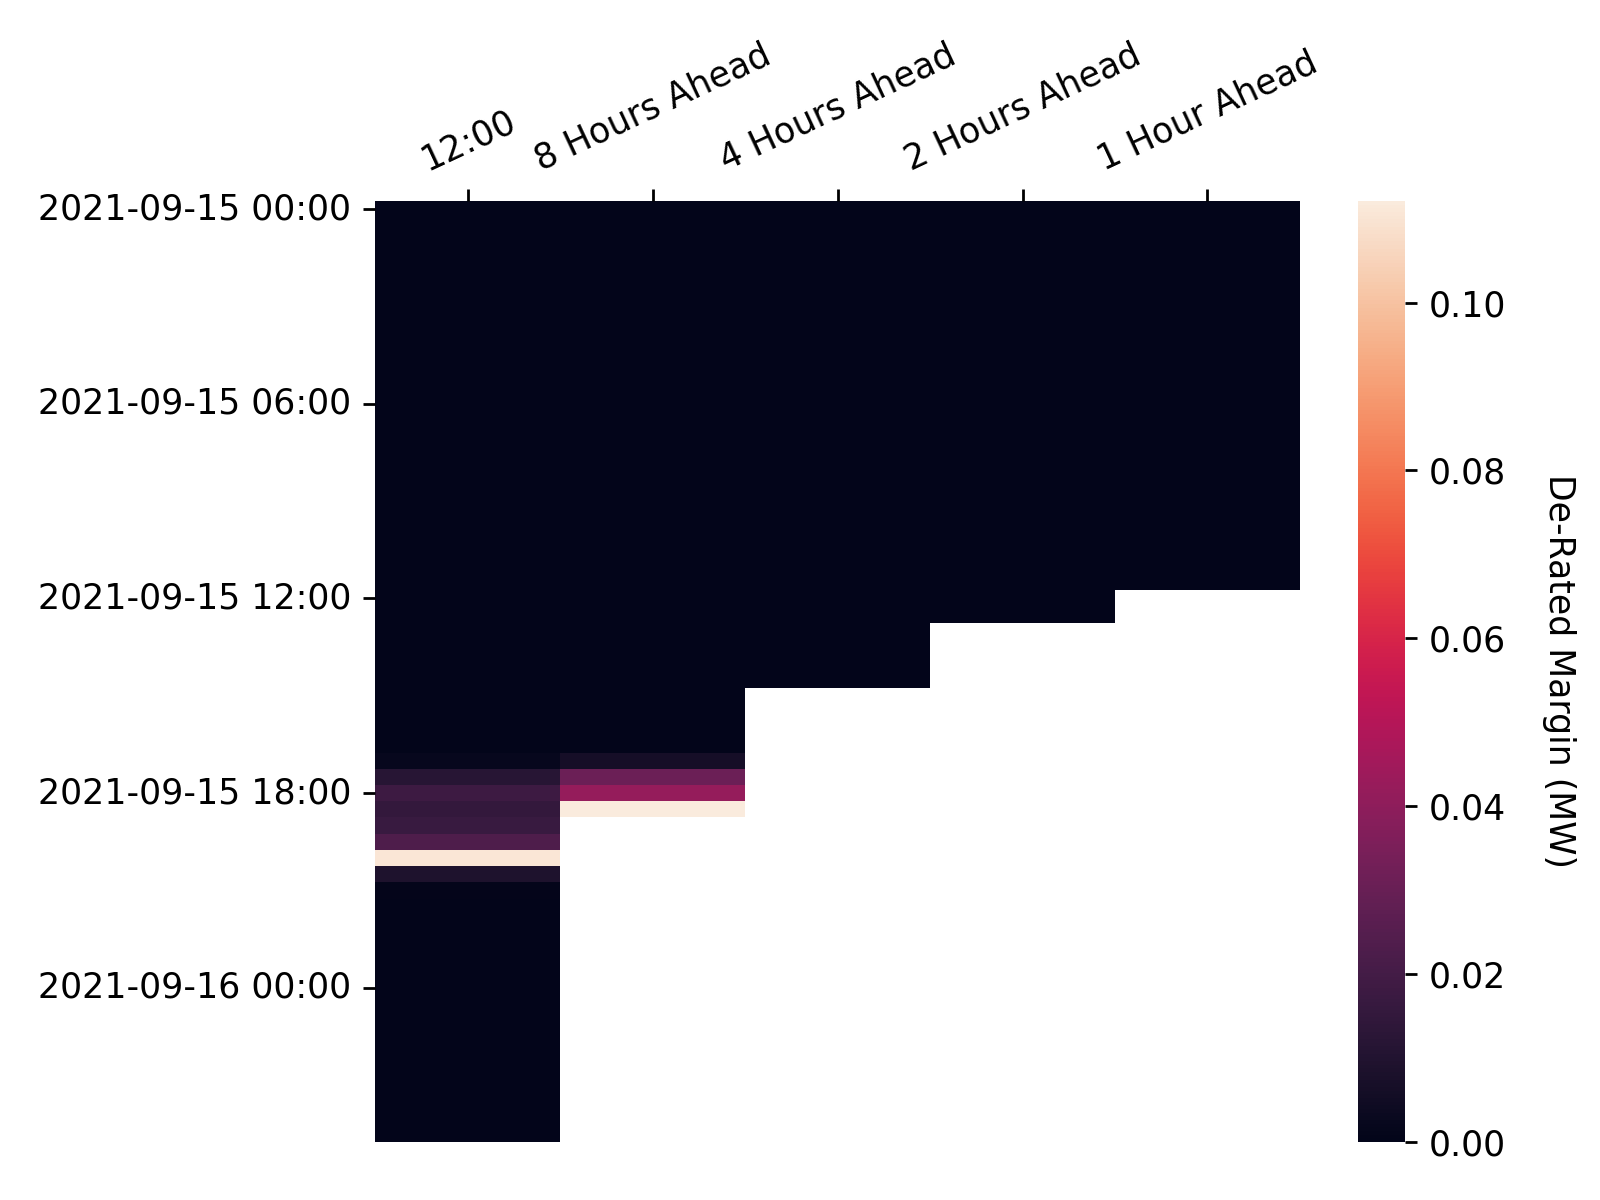 12:00
8 Hours Ahead
4 Hours Ahead
2 Hours Ahead
1 Hour Ahead
2021-09-15 00:00
2021-09-15 06:00
2021-09-15 12:00
2021-09-15 18:00
2021-09-16 00:00
0.10
0.08
0.06
0.04
0.02
0.00
De-Rated Margin (MW)